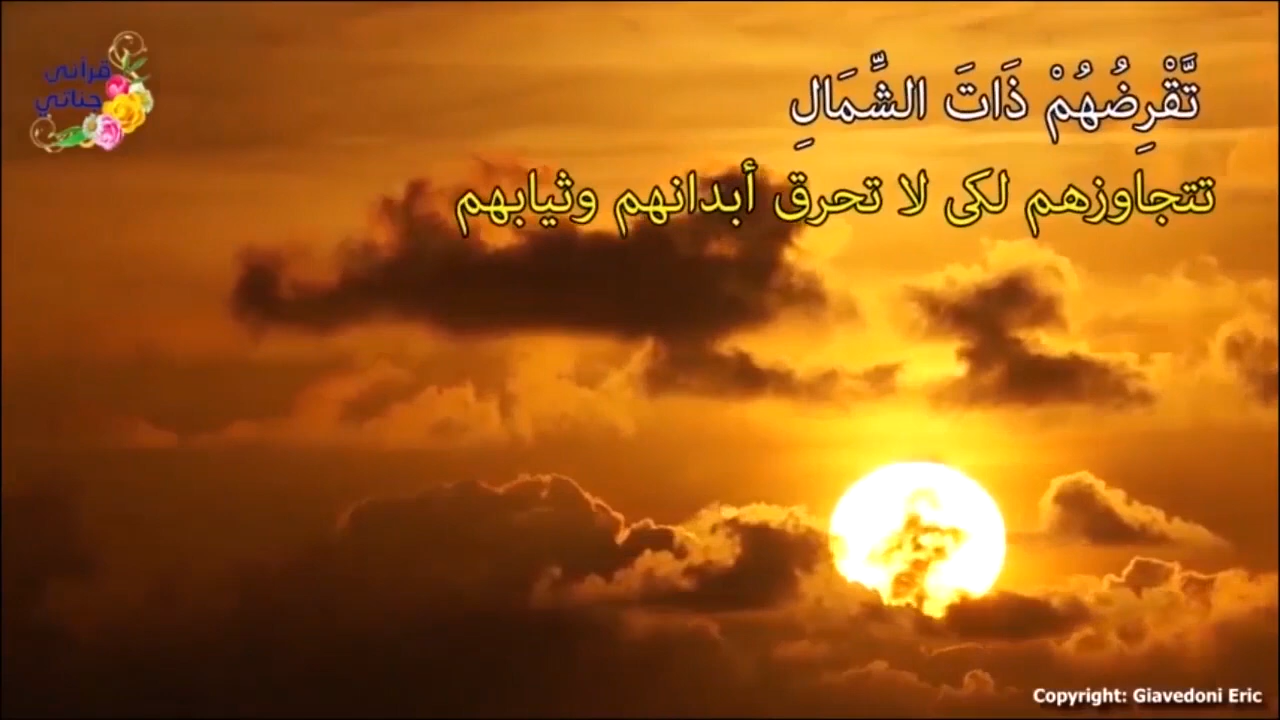 تَّقْرِضُهُمْ ذَاتَ الشِّمَالِ
تتجاوزهم لكى لا تحرق أبدانهم وثيابهم
قرآني
جناتي
Copyright: Giavedoni Eric